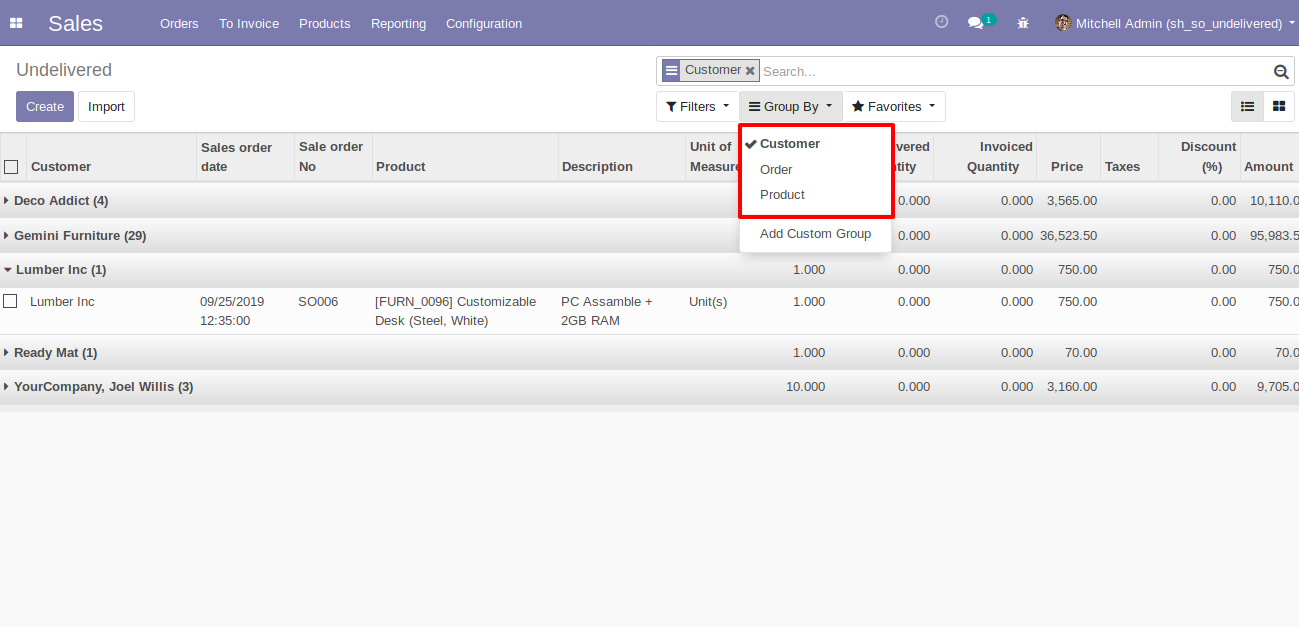 Sales Orders To Invoice Products Reporting Configuration 1 Mitchell Admin (sh_so_undelivered)
Undelivered
Customer Search...
Create Import
Filters Group By Favorites
Customer
Order
Product
Add Custom Group
Customer Sales order date Sale order No Product Description Unit of Measure Invoiced Quantity Price Taxes Discount (%) Amount
Deco Addict (4) 0.000 0.000 3,565.00 0.00 10,110.0
Gemini Furniture (29) 0.000 0.000 36,523.50 0.00 95,983.5
Lumber Inc (1) 1.000 0.000 0.000 750.00 0.00 750.0
Lumber Inc 09/25/2019 SO006 [FURN_0096] Customizable PC Assamble + Unit(s) 1.000 0.000 0.000 750.00 0.00 750.0
12:35:00 Desk (Steel, White) 2GB RAM
Ready Mat (1) 1.000 0.000 0.000 70.00 0.00 70.0
YourCompany, Joel Willis (3) 10.000 0.000 0.000 3,160.00 0.00 9,705.0